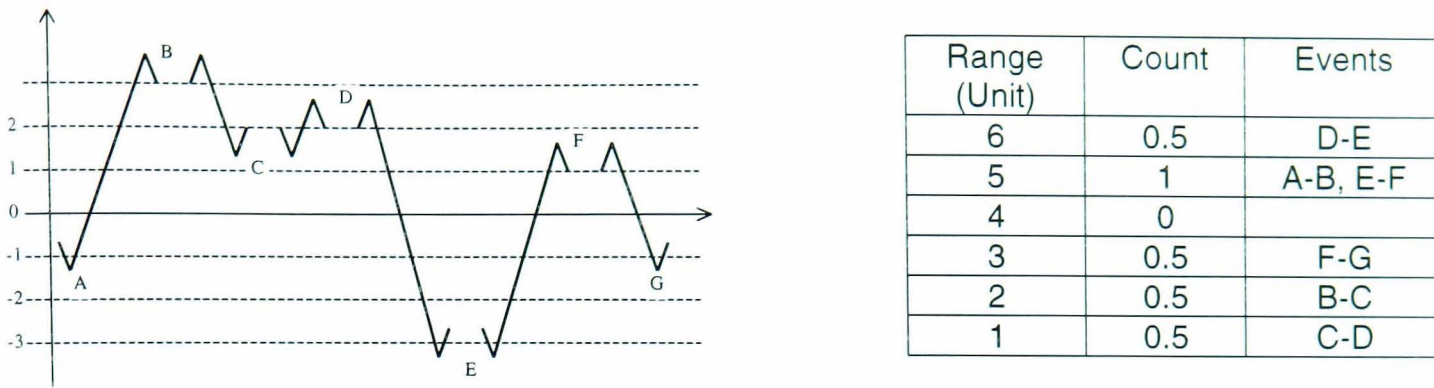 B
D
2
C
F
1
0
-1
A
G
-2
-3
E
Range (Unit) Count Events
6 0.5 D-E
5 1 A-B, E-F
4 0
3 0.5 F-G
2 0.5 B-C
1 0.5 C-D